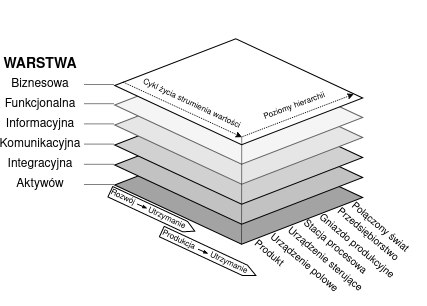 WARSTWA
Biznesowa
Funkcjonalna
Informacyjna
Komunikacyjna
Integracyjna
Aktywów
Cykl życia strumienia wartości
Poziomy hierarchii
Rozwój → Utrzymanie
Produkcja → Utrzymanie
Produkt
Urządzenie polowe
Urządzenie sterujące
Stacja procesowa
Gniazdo produkcyjne
Przedsiębiorstwo
Połączony świat